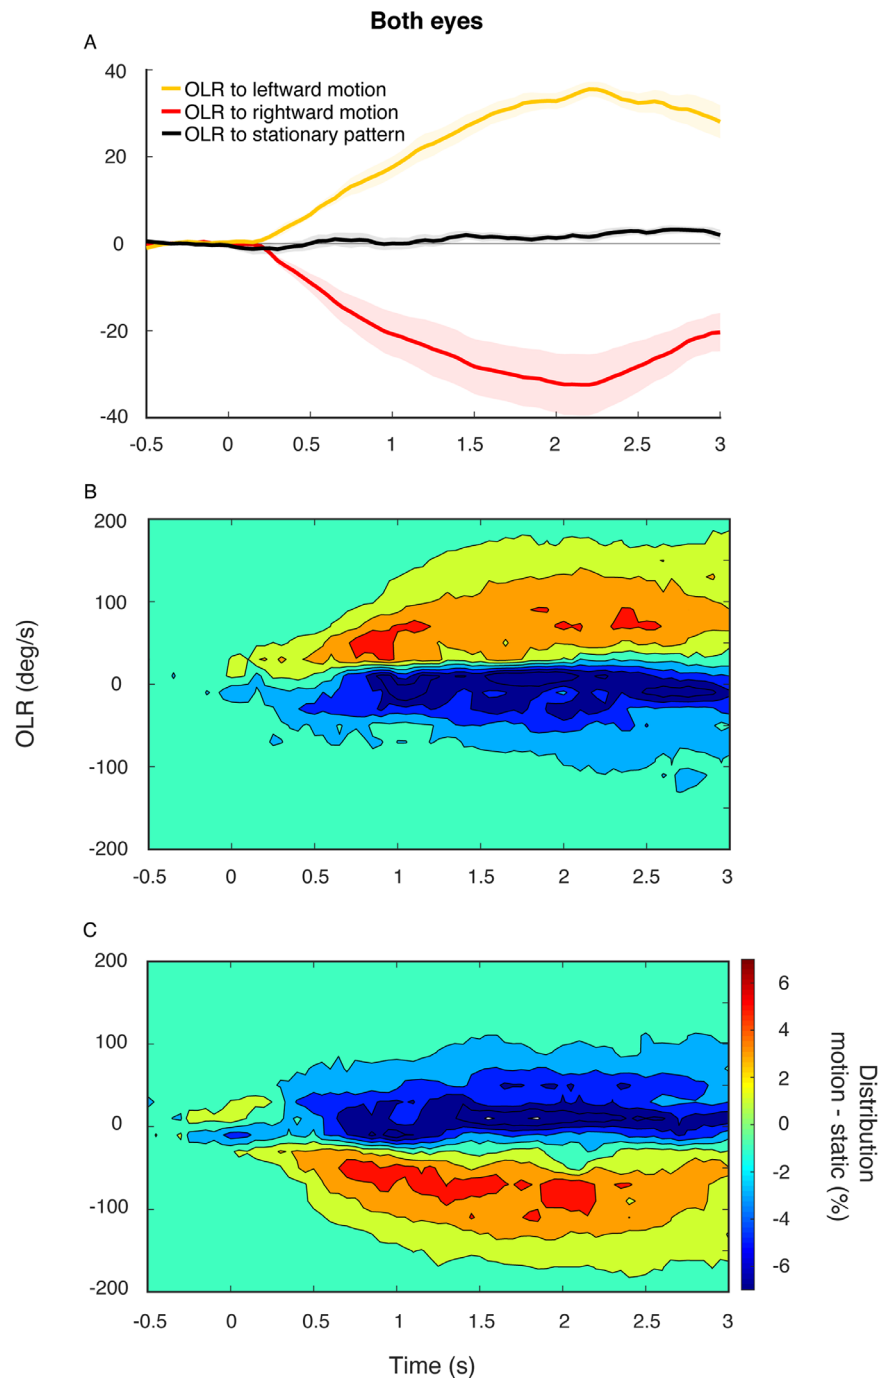 Both eyes
A
40
20
0
-20
-40
OLR to leftward motion
OLR to rightward motion
OLR to stationary pattern
-0.5 0 0.5 1 1.5 2 2.5 3
B
200
100
0
-100
-200
OLR (deg/s)
-0.5 0 0.5 1 1.5 2 2.5 3
C
200
100
0
-100
-200
6
4
2
0
-2
-4
-6
Distribution
motion - static (%)
-0.5 0 0.5 1 1.5 2 2.5 3
Time (s)